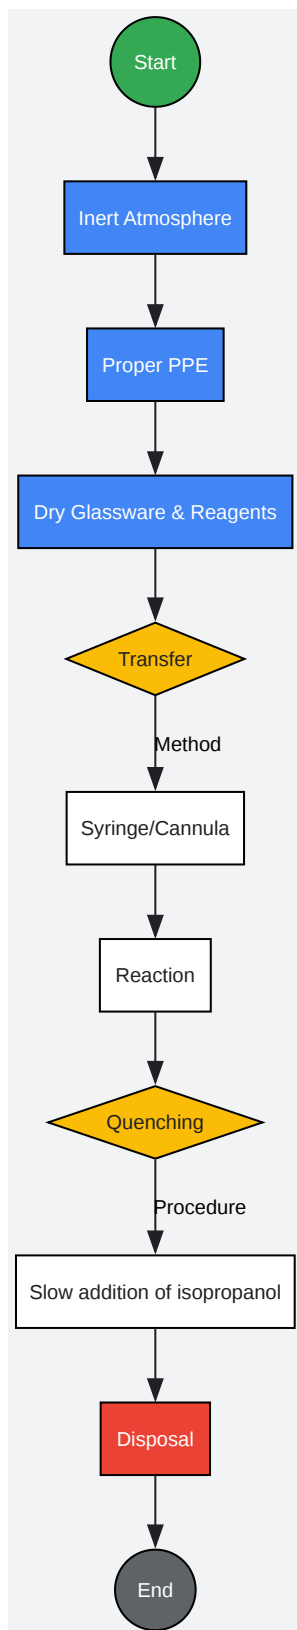 Start
Inert Atmosphere
Proper PPE
Dry Glassware & Reagents
Transfer
Method
Syringe/Cannula
Reaction
Quenching
Procedure
Slow addition of isopropanol
Disposal
End